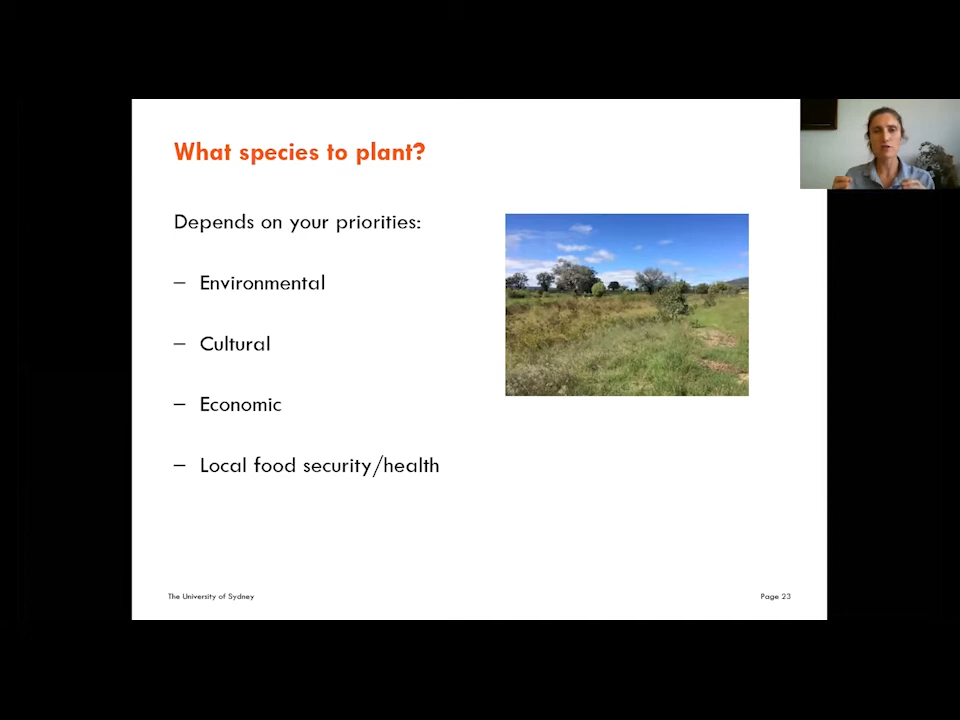 What species to plant?
Depends on your priorities:
– Environmental
– Cultural
– Economic
– Local food security/health
The University of Sydney
Page 23